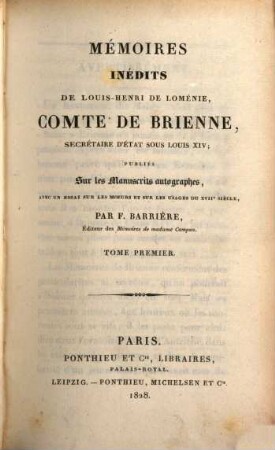 MÉMOIRES
INÉDITS
DE LOUIS-HENRI DE LOMÉNIE,
COMTE DE BRIENNE,
SECRÉTAIRE D'ÉTAT SOUS LOUIS XIV;
PUBLIÉS
Sur les Manuscrits autographes,
AVEC UN ESSAI SUR LES MOEURS ET SUR LES USAGES DU XVIIe SIÈCLE,
PAR F. BARRIÈRE,
Éditeur des Mémoires de madame Campan.
TOME PREMIER.
PARIS.
PONTHIEU ET Cie, LIBRAIRES,
PALAIS-ROYAL.
LEIPZIG. — PONTHIEU, MICHELSEN ET Cie
1828.